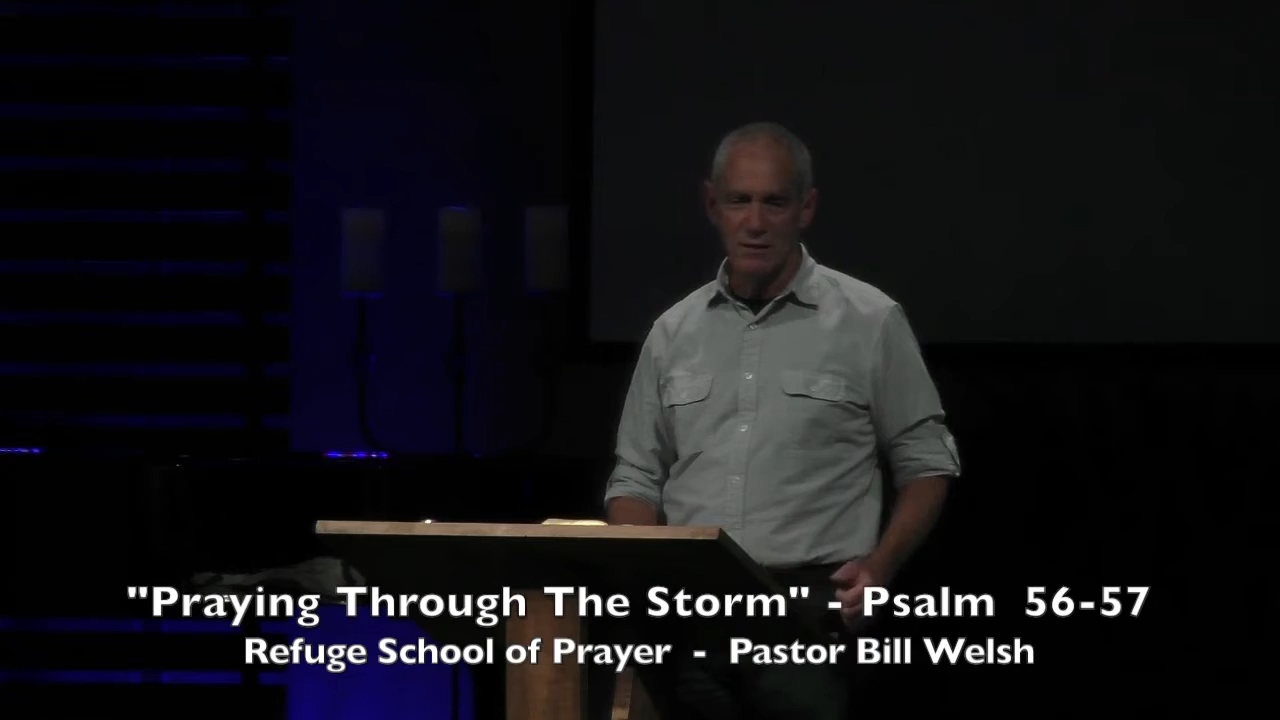 "Praying Through The Storm" - Psalm 56-57
Refuge School of Prayer - Pastor Bill Welsh